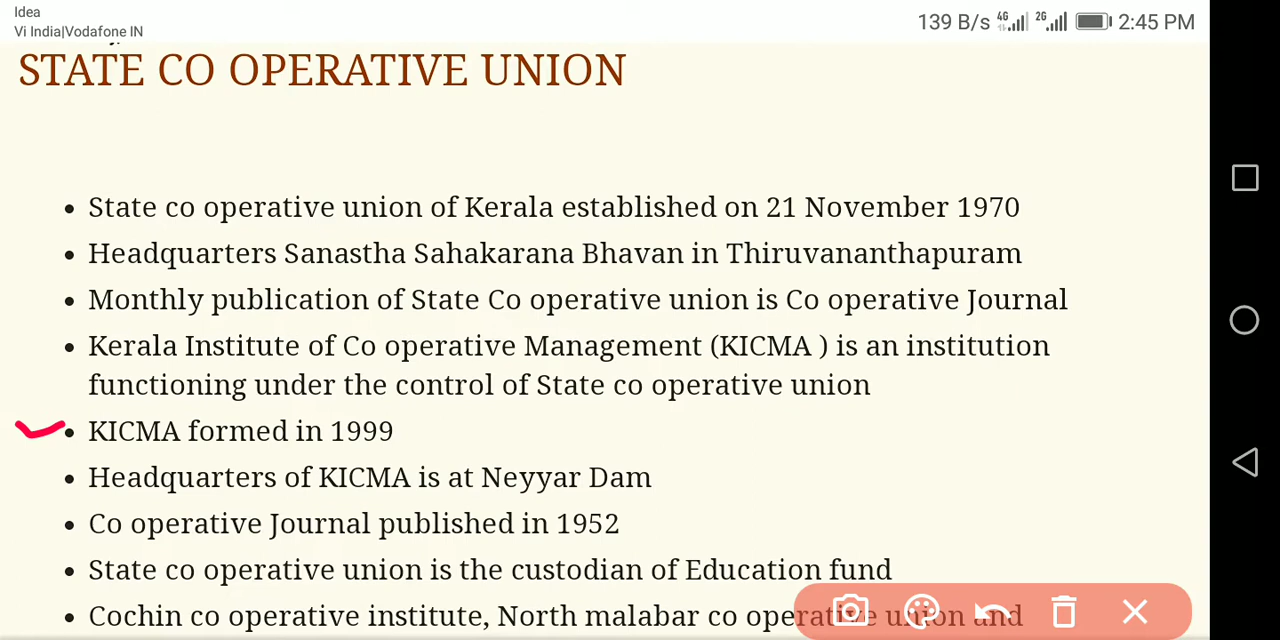 Idea
Vi India|Vodafone IN
139 B/s 4G 2G 2:45 PM
STATE CO OPERATIVE UNION
• State co operative union of Kerala established on 21 November 1970
• Headquarters Sanastha Sahakarana Bhavan in Thiruvananthapuram
• Monthly publication of State Co operative union is Co operative Journal
• Kerala Institute of Co operative Management (KICMA ) is an institution
functioning under the control of State co operative union
• KICMA formed in 1999
• Headquarters of KICMA is at Neyyar Dam
• Co operative Journal published in 1952
• State co operative union is the custodian of Education fund
• Cochin co operative institute, North malabar co operative union and